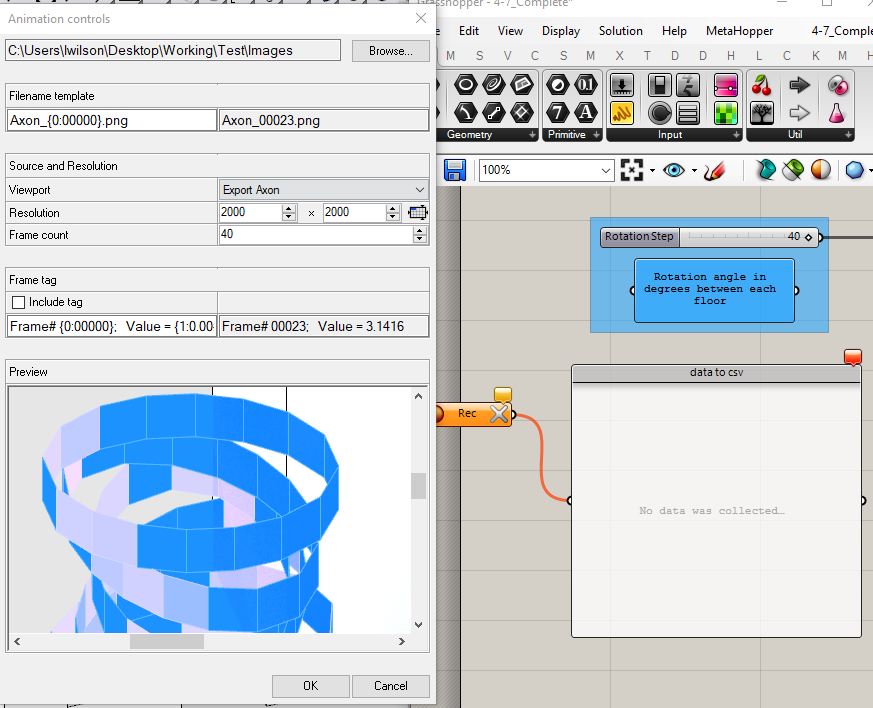 Animation controls
C:\Users\lwilson\Desktop\Working\Test\Images
Browse...
Filename template
Axon_{0:00000}.png
Axon_00023.png
Source and Resolution
Viewport
Export Axon
Resolution
2000
×
2000
Frame count
40
Frame tag
Include tag
Frame# {0:00000};   Value = {1:0.00
Frame# 00023;   Value = 3.1416
Preview
OK
Cancel
Grasshopper - 4-7_Complete*
Edit View Display Solution Help MetaHopper
M S V C D S M X T D D H L C K M
7 0.1 A
Geometry
Primitive
Input
Util
100%
Rotation Step
40
Rotation angle in
degrees between each
floor
Rec
data to csv
No data was collected…